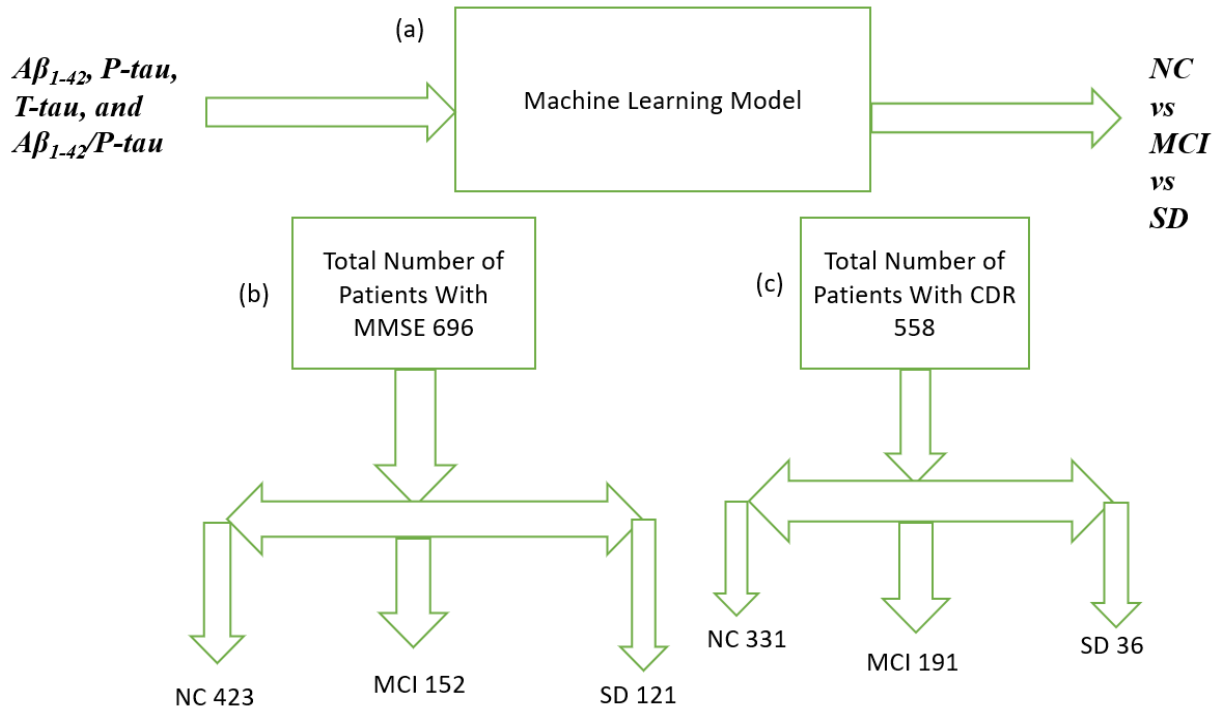 (a)
Aβ1-42, P-tau,
T-tau, and
Aβ1-42/P-tau
Machine Learning Model
NC
vs
MCI
vs
SD
(b)
Total Number of
Patients With
MMSE 696
NC 423
MCI 152
SD 121
(c)
Total Number of
Patients With CDR
558
NC 331
MCI 191
SD 36